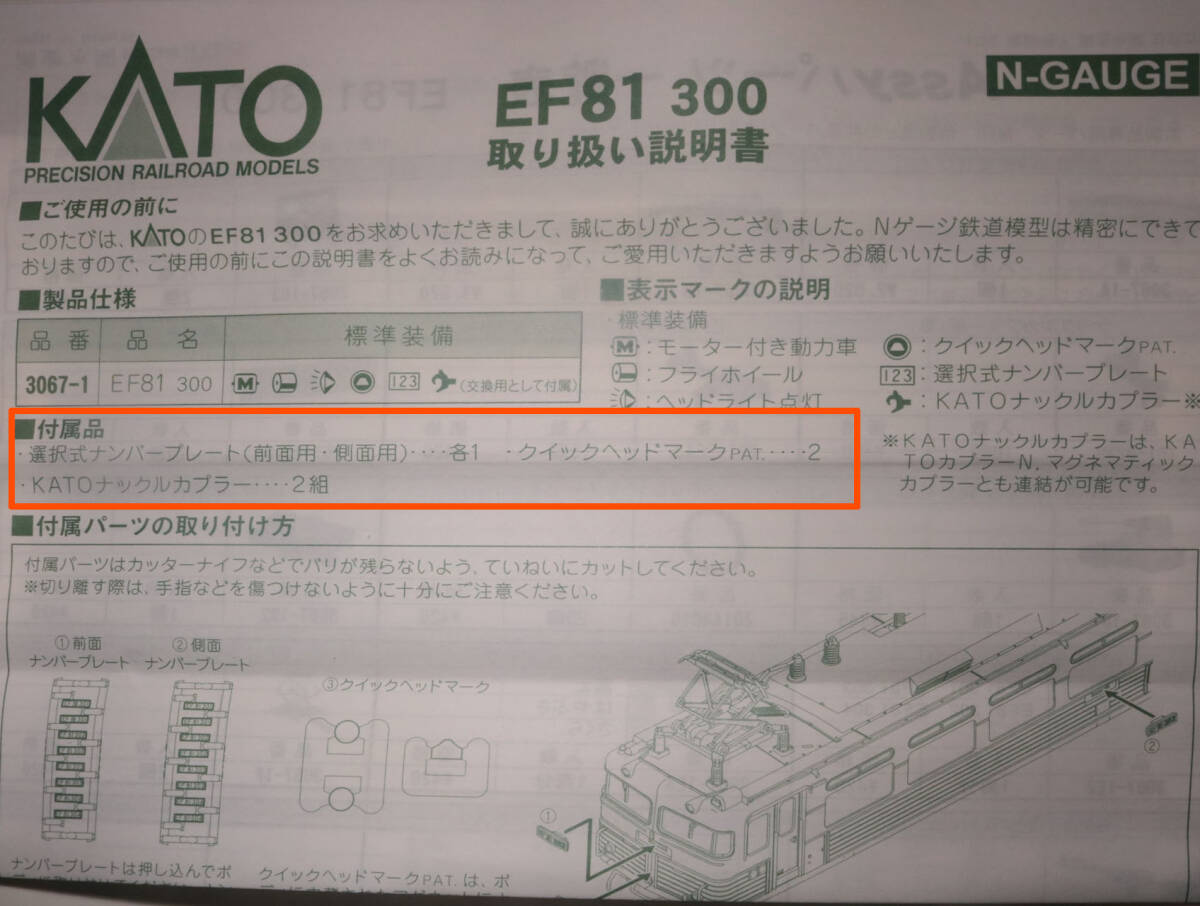 KATO
PRECISION RAILROAD MODELS
EF81 300
取り扱い説明書
N-GAUGE
■ご使用の前に
このたびは、KATOのEF81 300をお求めいただきまして、誠にありがとうございました。Nゲージ鉄道模型は精密にできて
おりますので、ご使用の前にこの説明書をよくお読みになって、ご愛用いただきますようお願いいたします。
■製品仕様
品番 品名 標準装備
3067-1 EF81 300 M 123 (交換用として付属)
■表示マークの説明
・標準装備
M:モーター付き動力車
:フライホイール
:ヘッドライト点灯
:クイックヘッドマークPAT.
123:選択式ナンバープレート
:KATOナックルカプラー※
※KATOナックルカプラーは、KA
TOカプラーN,マグネマティック
カプラーとも連結が可能です。
■付属品
・選択式ナンバープレート(前面用・側面用)‥‥各1 ・クイックヘッドマークPAT.‥‥2
・KATOナックルカプラー‥‥2組
■付属パーツの取り付け方
付属パーツはカッターナイフなどでバリが残らないよう、ていねいにカットしてください。
※切り離す際は、手指などを傷つけないように十分にご注意ください。
①前面
ナンバープレート
②側面
ナンバープレート
③クイックヘッドマーク
①
②
ナンバープレートは押し込んでボ
クイックヘッドマークPAT.は、ボ